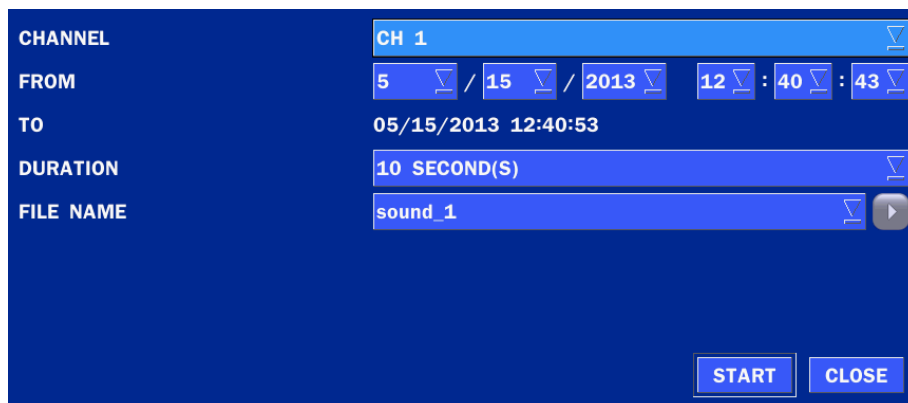 CHANNEL CH 1
FROM 5 / 15 / 2013 12 : 40 : 43
TO 05/15/2013 12:40:53
DURATION 10 SECOND(S)
FILE NAME sound_1
START CLOSE